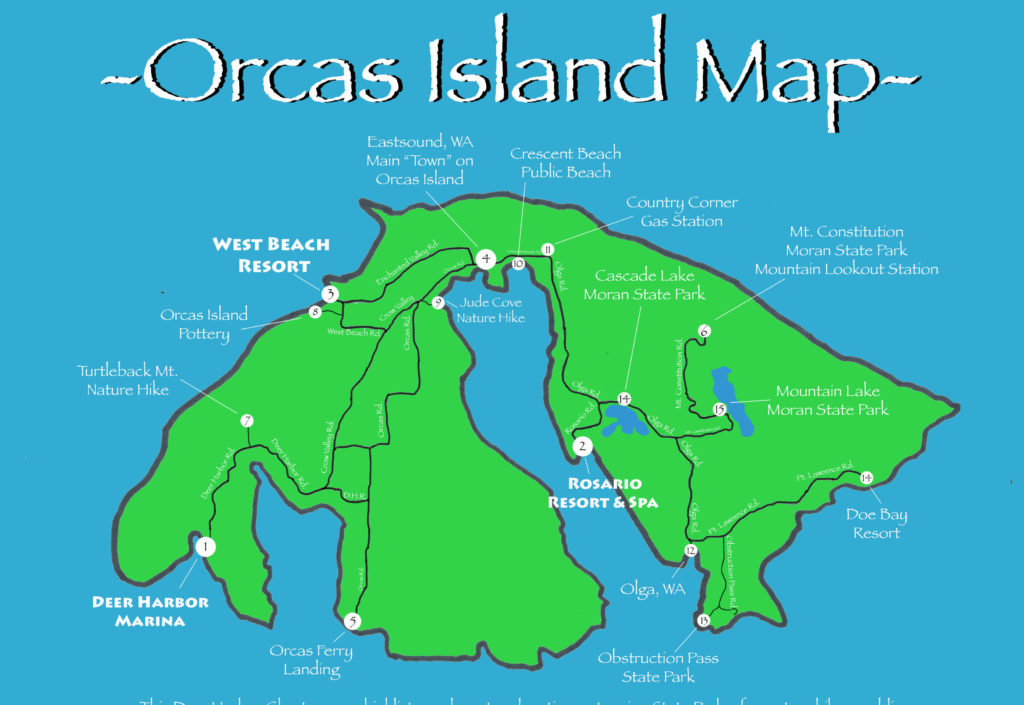 ~Orcas Island Map~
Eastsound, WA
Main "Town" on
Orcas Island
Crescent Beach
Public Beach
Country Corner
Gas Station
Mt. Constitution
Moran State Park
Mountain Lookout Station
West Beach
Resort
Cascade Lake
Moran State Park
Enchanted Valley Rd.
4
10
11
Olga Rd.
3
8
9
Jude Cove
Nature Hike
Crow Valley
Orcas Rd.
West Beach Rd.
Orcas Island
Pottery
6
Mt. Constitution Rd.
Turtleback Mt.
Nature Hike
7
Olga Rd.
14
15
Mountain Lake
Moran State Park
Rosario Rd.
Olga Rd.
Orcas Rd.
Crow Valley Rd.
2
Rosario
Resort & Spa
Olga Rd.
Deer Harbor Rd.
Deer Harbor Rd.
D.H.R.
Pt. Lawrence Rd.
14
Doe Bay
Resort
Olga Rd.
Pt. Lawrence Rd.
1
12
Olga, WA
Obstruction Pass Rd.
Deer Harbor
Marina
5
Orcas Ferry
Landing
13
Obstruction Pass
State Park